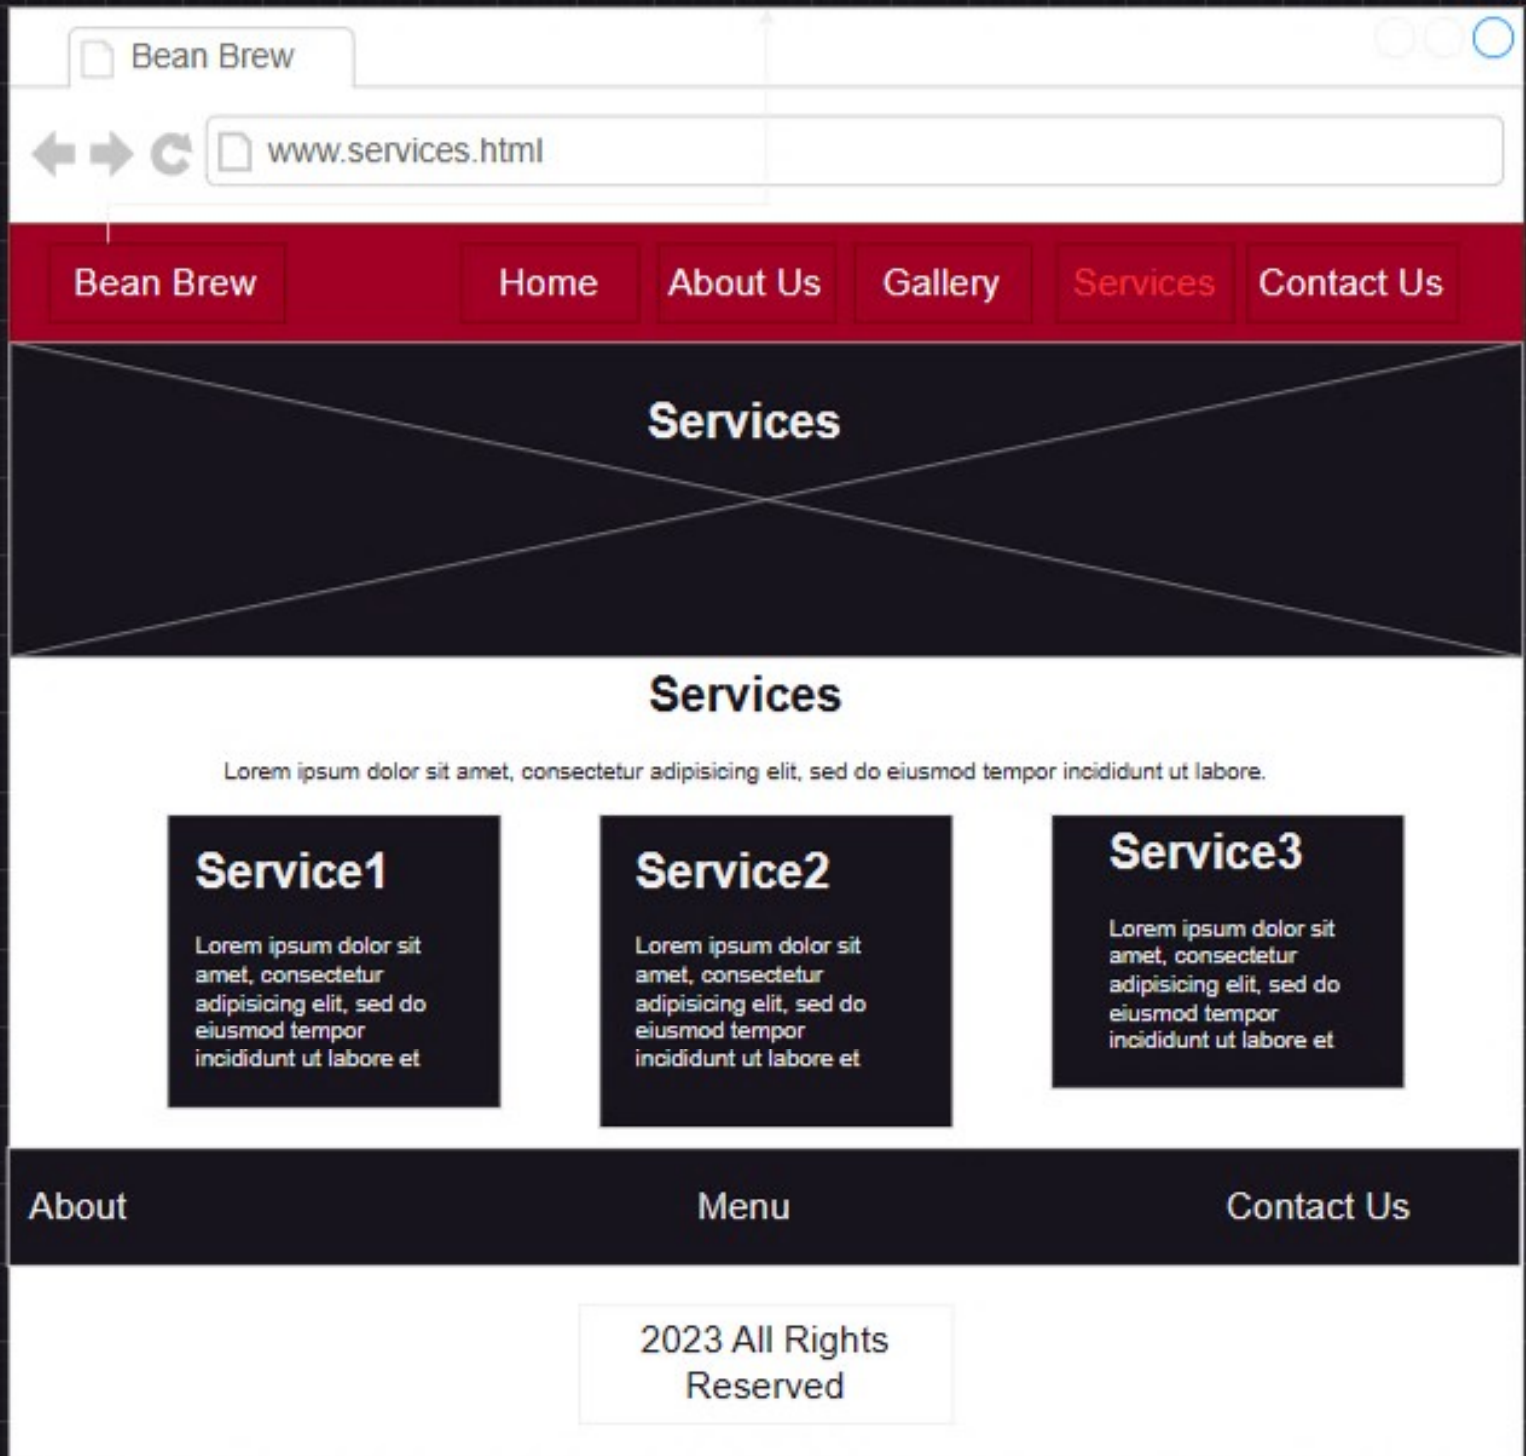 Bean Brew
www.services.html
Bean Brew Home About Us Gallery Services Contact Us
Services
Services
Lorem ipsum dolor sit amet, consectetur adipisicing elit, sed do eiusmod tempor incididunt ut labore.
Service1
Lorem ipsum dolor sit
amet, consectetur
adipisicing elit, sed do
eiusmod tempor
incididunt ut labore et
Service2
Lorem ipsum dolor sit
amet, consectetur
adipisicing elit, sed do
eiusmod tempor
incididunt ut labore et
Service3
Lorem ipsum dolor sit
amet, consectetur
adipisicing elit, sed do
eiusmod tempor
incididunt ut labore et
About Menu Contact Us
2023 All Rights
Reserved